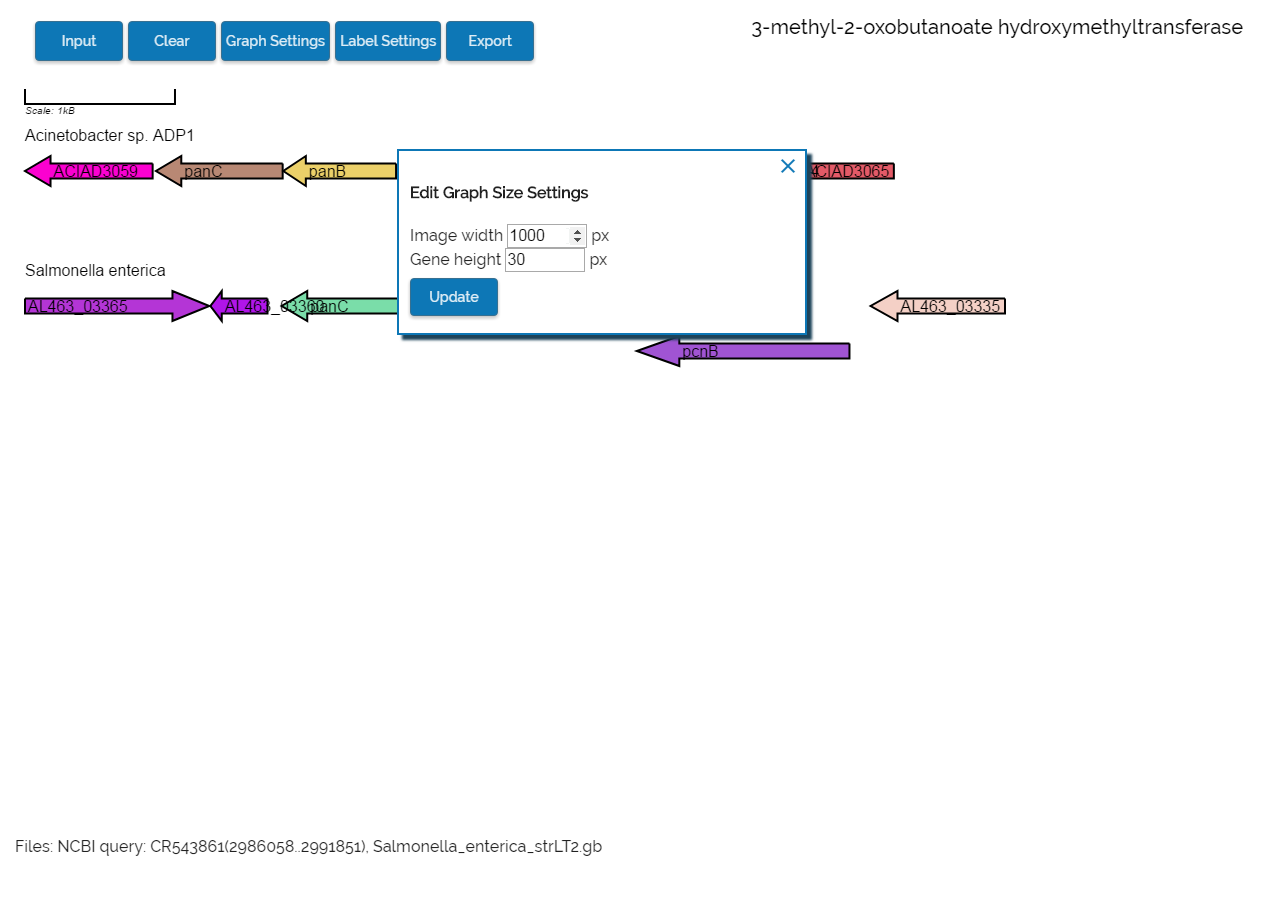 Input Clear Graph Settings Label Settings Export
3-methyl-2-oxobutanoate hydroxymethyltransferase
Scale: 1kB
Acinetobacter sp. ADP1
ACIAD3059 panC panB CIAD3065
Edit Graph Size Settings
Image width 1000 px
Gene height 30 px
Update
Salmonella enterica
AL463_03365 AL463_03360 panC AL463_03335
pcnB
Files: NCBI query: CR543861(2986058..2991851), Salmonella_enterica_strLT2.gb